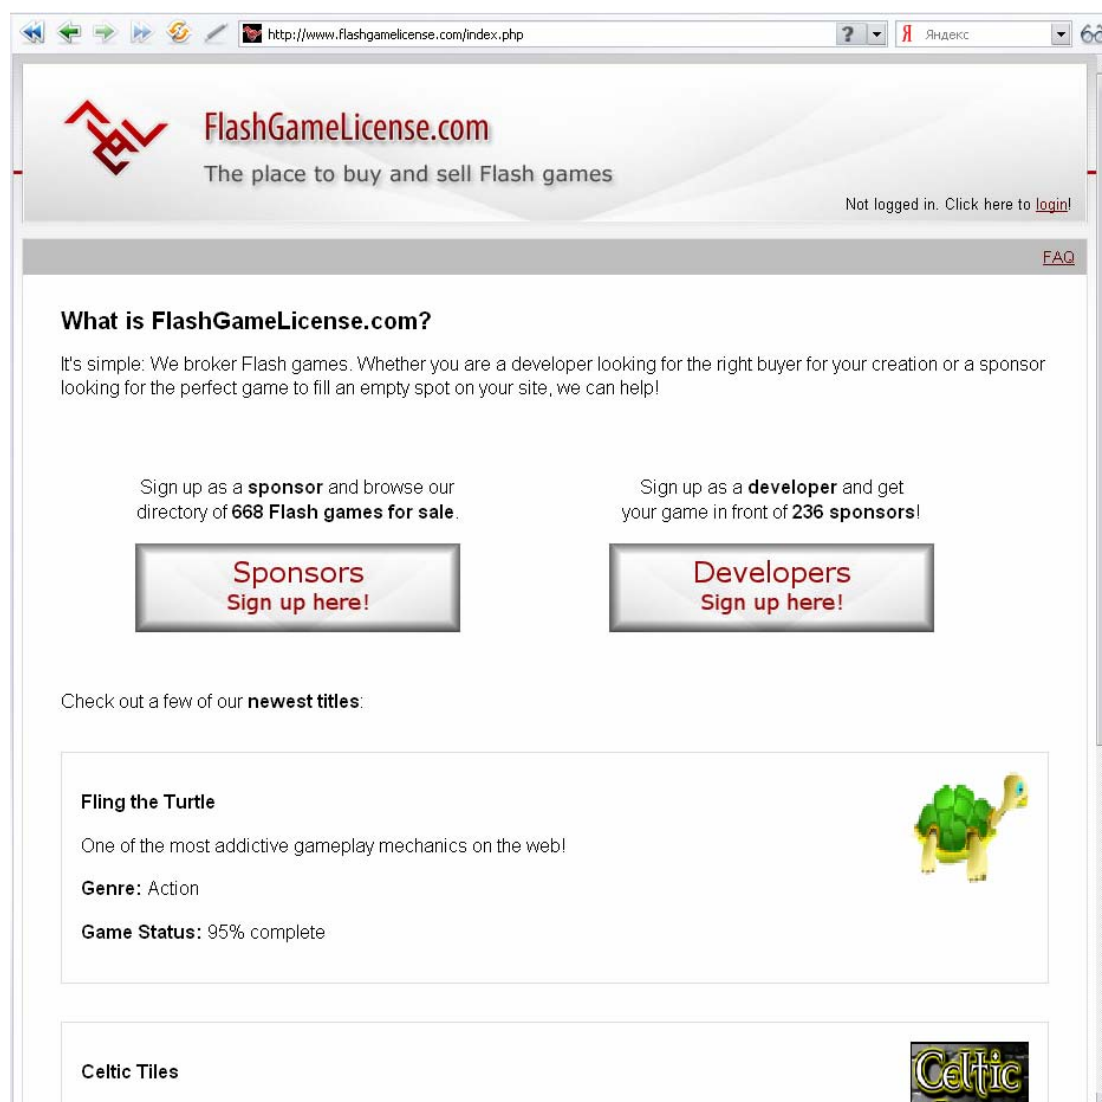 http://www.flashgamelicense.com/index.php
?
Я Яндекс
FlashGameLicense.com
The place to buy and sell Flash games
Not logged in. Click here to login!
FAQ
What is FlashGameLicense.com?
It's simple: We broker Flash games. Whether you are a developer looking for the right buyer for your creation or a sponsor
looking for the perfect game to fill an empty spot on your site, we can help!
Sign up as a sponsor and browse our
directory of 668 Flash games for sale.
Sponsors
Sign up here!
Sign up as a developer and get
your game in front of 236 sponsors!
Developers
Sign up here!
Check out a few of our newest titles:
Fling the Turtle
One of the most addictive gameplay mechanics on the web!
Genre: Action
Game Status: 95% complete
Celtic Tiles
Celtic